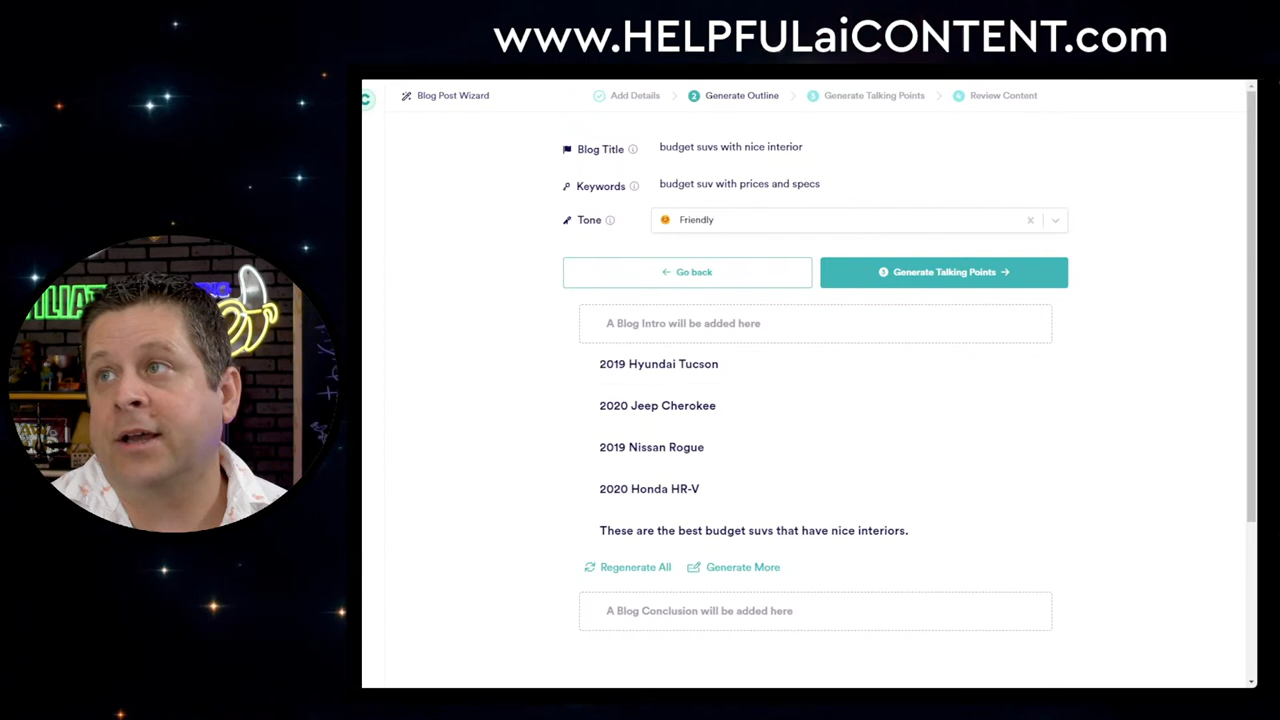 www.HELPFULaiCONTENT.com
Blog Post Wizard
Add Details
2 Generate Outline
3 Generate Talking Points
4 Review Content
Blog Title
budget suvs with nice interior
Keywords
budget suv with prices and specs
Tone
Friendly
Go back
3 Generate Talking Points
A Blog Intro will be added here
2019 Hyundai Tucson
2020 Jeep Cherokee
2019 Nissan Rogue
2020 Honda HR-V
These are the best budget suvs that have nice interiors.
Regenerate All
Generate More
A Blog Conclusion will be added here